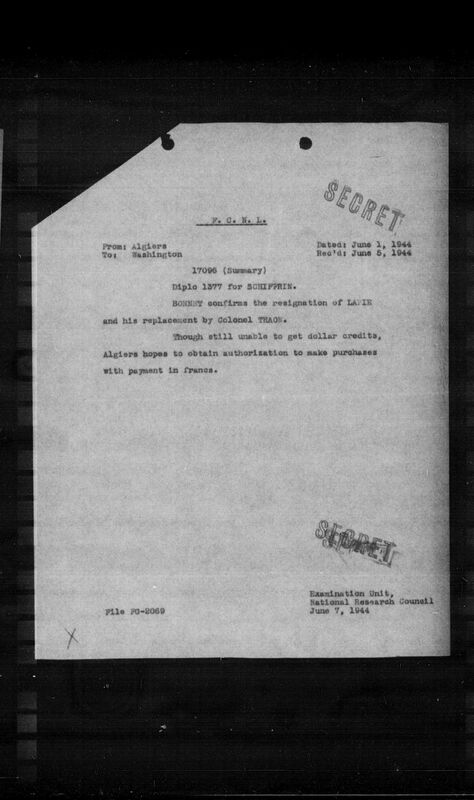 SECRET
F. C. N. L.
From: Algiers Dated: June 1, 1944
To: Washington Rec'd: June 5, 1944
17096 (Summary)
Diplo 1377 for SCHIFFRIN.
BONNET confirms the resignation of LAPIE
and his replacement by Colonel
Though still unable to get dollar credits,
Algiers hopes to obtain authorization to make purchases
with payment in francs.
SECRET
Examination Unit,
National Research Council
File FG-2069 June 7, 1944
X